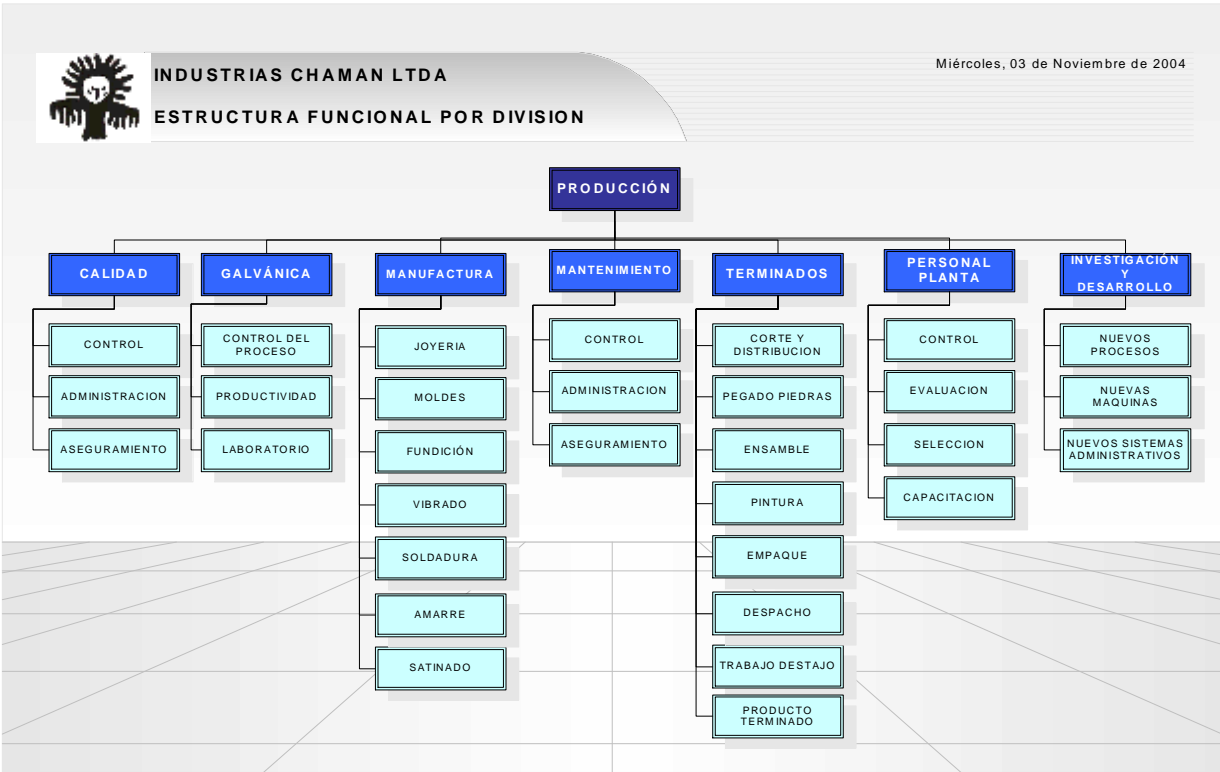 INDUSTRIAS CHAMAN LTDA
ESTRUCTURA FUNCIONAL POR DIVISION
Miércoles, 03 de Noviembre de 2004
PRODUCCIÓN
CALIDAD
CONTROL
ADMINISTRACION
ASEGURAMIENTO
GALVÁNICA
CONTROL DEL
PROCESO
PRODUCTIVIDAD
LABORATORIO
MANUFACTURA
JOYERIA
MOLDES
FUNDICIÓN
VIBRADO
SOLDADURA
AMARRE
SATINADO
MANTENIMIENTO
CONTROL
ADMINISTRACION
ASEGURAMIENTO
TERMINADOS
CORTE Y
DISTRIBUCION
PEGADO PIEDRAS
ENSAMBLE
PINTURA
EMPAQUE
DESPACHO
TRABAJO DESTAJO
PRODUCTO
TERMINADO
PERSONAL
PLANTA
CONTROL
EVALUACION
SELECCION
CAPACITACION
INVESTIGACIÓN
Y
DESARROLLO
NUEVOS
PROCESOS
NUEVAS
MAQUINAS
NUEVOS SISTEMAS
ADMINISTRATIVOS